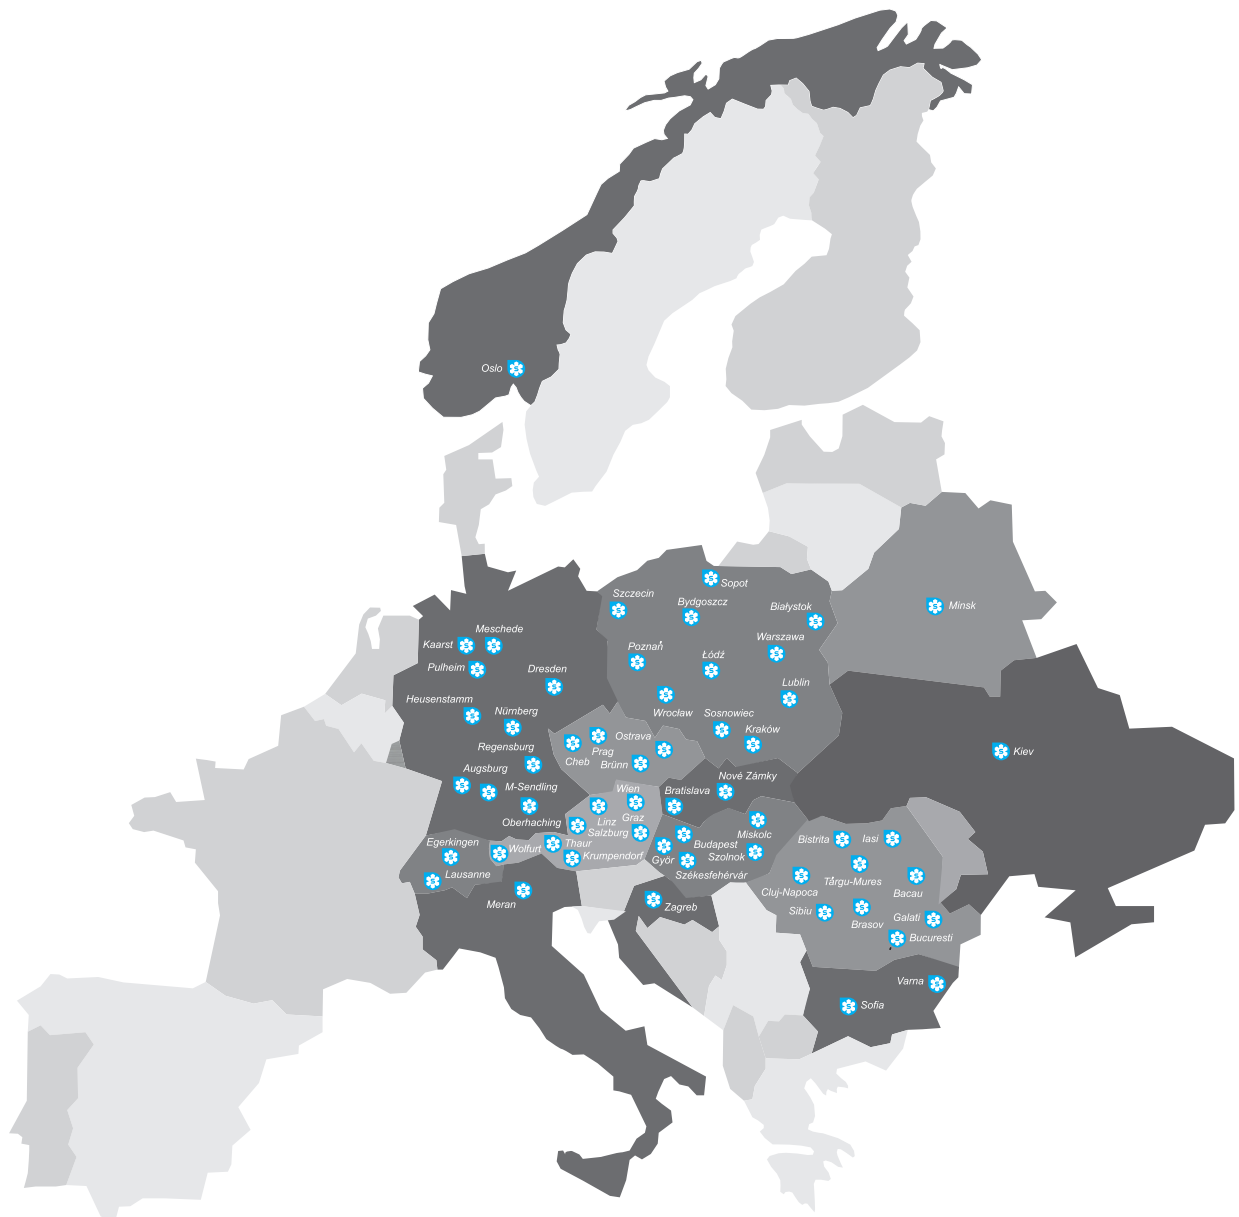 Oslo
Sopot
Szczecin
Bydgoszcz
Białystok
Minsk
Meschede
Kaarst
Warszawa
Poznań
Łódź
Pulheim
Dresden
Lublin
Heusenstamm
Nürnberg
Wrocław
Sosnowiec
Kraków
Ostrava
Regensburg
Prag
Kiev
Cheb
Brünn
Augsburg
Nové Zámky
M-Sendling
Wien
Bratislava
Oberhaching
Linz
Graz
Salzburg
Miskolc
Bistrita
Iasi
Egerkingen
Wolfurt
Thaur
Budapest
Krumpendorf
Györ
Szolnok
Lausanne
Székesfehérvár
Târgu-Mures
Cluj-Napoca
Bacau
Meran
Zagreb
Sibiu
Brasov
Galati
Bucuresti
Varna
Sofia